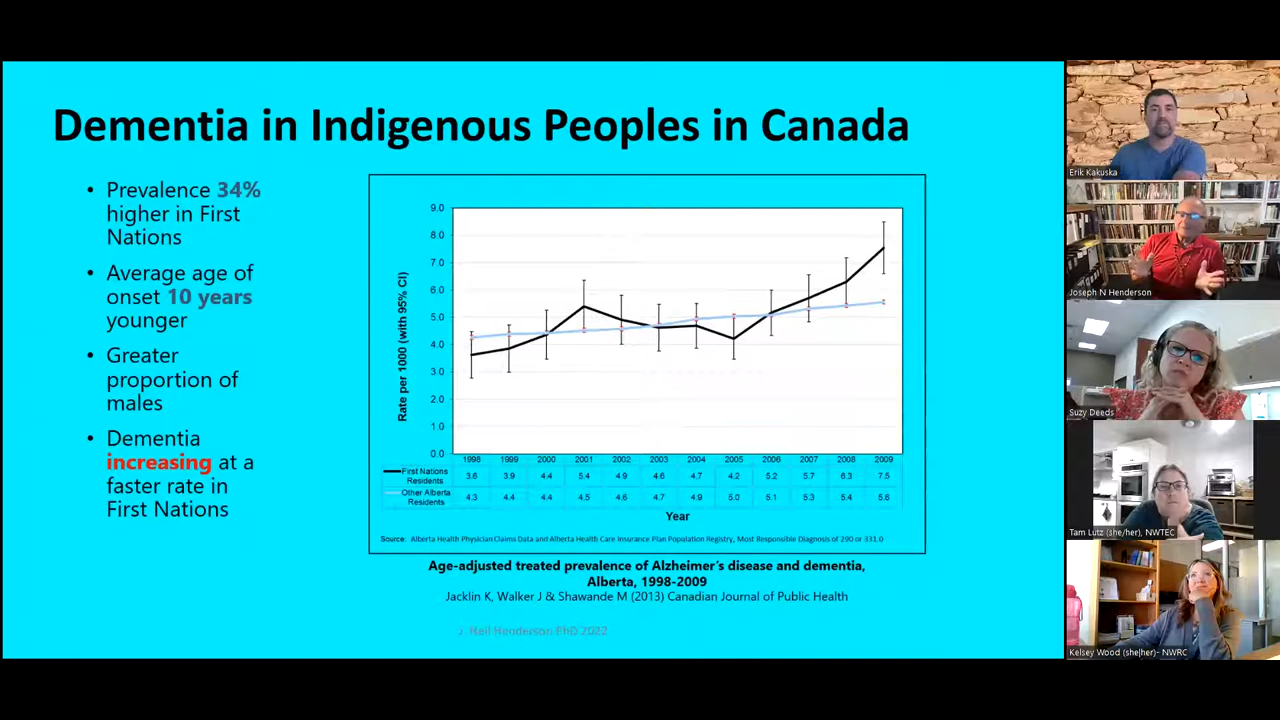 Dementia in Indigenous Peoples in Canada
• Prevalence 34%
higher in First
Nations
• Average age of
onset 10 years
younger
• Greater
proportion of
males
• Dementia
increasing at a
faster rate in
First Nations
Rate per 1000 (with 95% CI)
9.0
8.0
7.0
6.0
5.0
4.0
3.0
2.0
1.0
0.0
1998 1999 2000 2001 2002 2003 2004 2005 2006 2007 2008 2009
First Nations
Residents
3.6 3.9 4.4 5.4 4.9 4.6 4.7 4.2 5.2 5.7 6.3 7.5
Other Alberta
Residents
4.3 4.4 4.4 4.5 4.6 4.7 4.9 5.0 5.1 5.3 5.4 5.6
Year
Source: Alberta Health Physician Claims Data and Alberta Health Care Insurance Plan Population Registry, Most Responsible Diagnosis of 290 or 331.0
Age-adjusted treated prevalence of Alzheimer's disease and dementia,
Alberta, 1998-2009
Jacklin K, Walker J & Shawande M (2013) Canadian Journal of Public Health
J. Neil Henderson PhD 2022
Erik Kakuska
Joseph N Henderson
Suzy Deeds
Tam Lutz (she/her), NWTEC
Kelsey Wood (she|her)- NWRC